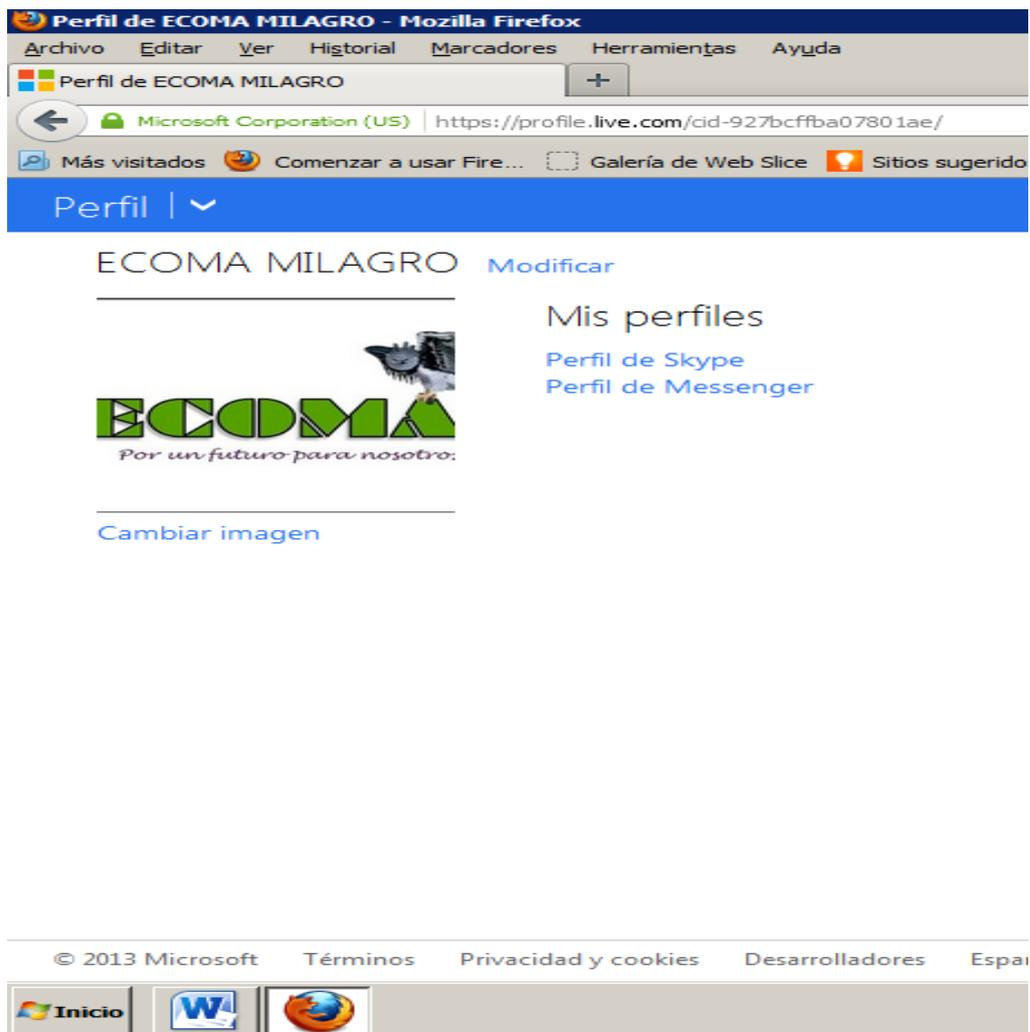 Perfil de ECOMA MILAGRO - Mozilla Firefox
Archivo Editar Ver Historial Marcadores Herramientas Ayuda
Perfil de ECOMA MILAGRO +
Microsoft Corporation (US) https://profile.live.com/cid-927bcffba07801ae/
Más visitados Comenzar a usar Fire... Galería de Web Slice Sitios sugerido
Perfil
ECOMA MILAGRO Modificar
Mis perfiles
Perfil de Skype
Perfil de Messenger
ECOMA
Por un futuro para nosotro
Cambiar imagen
© 2013 Microsoft Términos Privacidad y cookies Desarrolladores Espa
Inicio W